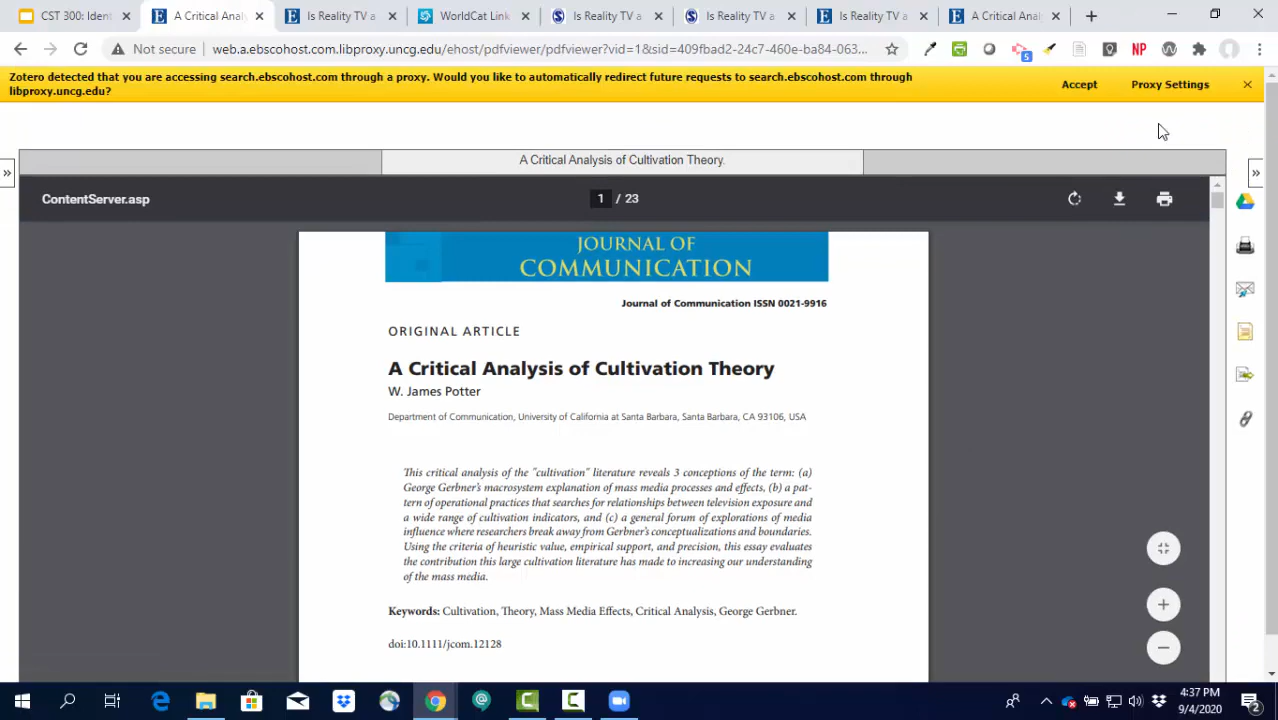 CST 300: Ident
A Critical Analy
Is Reality TV a
WorldCat Link
Is Reality TV a
Is Reality TV a
Is Reality TV a
A Critical Anal
Not secure
web.a.ebscohost.com.libproxy.uncg.edu/ehost/pdfviewer/pdfviewer?vid=1&sid=409fbad2-24c7-460e-ba84-063...
5
NP
Zotero detected that you are accessing search.ebscohost.com through a proxy. Would you like to automatically redirect future requests to search.ebscohost.com through
libproxy.uncg.edu?
Accept
Proxy Settings
A Critical Analysis of Cultivation Theory.
ContentServer.asp
1 / 23
JOURNAL OF
COMMUNICATION
Journal of Communication ISSN 0021-9916
ORIGINAL ARTICLE
A Critical Analysis of Cultivation Theory
W. James Potter
Department of Communication, University of California at Santa Barbara, Santa Barbara, CA 93106, USA
This critical analysis of the "cultivation" literature reveals 3 conceptions of the term: (a)
George Gerbner's macrosystem explanation of mass media processes and effects, (b) a pat-
tern of operational practices that searches for relationships between television exposure and
a wide range of cultivation indicators, and (c) a general forum of explorations of media
influence where researchers break away from Gerbner's conceptualizations and boundaries.
Using the criteria of heuristic value, empirical support, and precision, this essay evaluates
the contribution this large cultivation literature has made to increasing our understanding
of the mass media.
Keywords: Cultivation, Theory, Mass Media Effects, Critical Analysis, George Gerbner.
doi:10.1111/jcom.12128
4:37 PM
9/4/2020
2